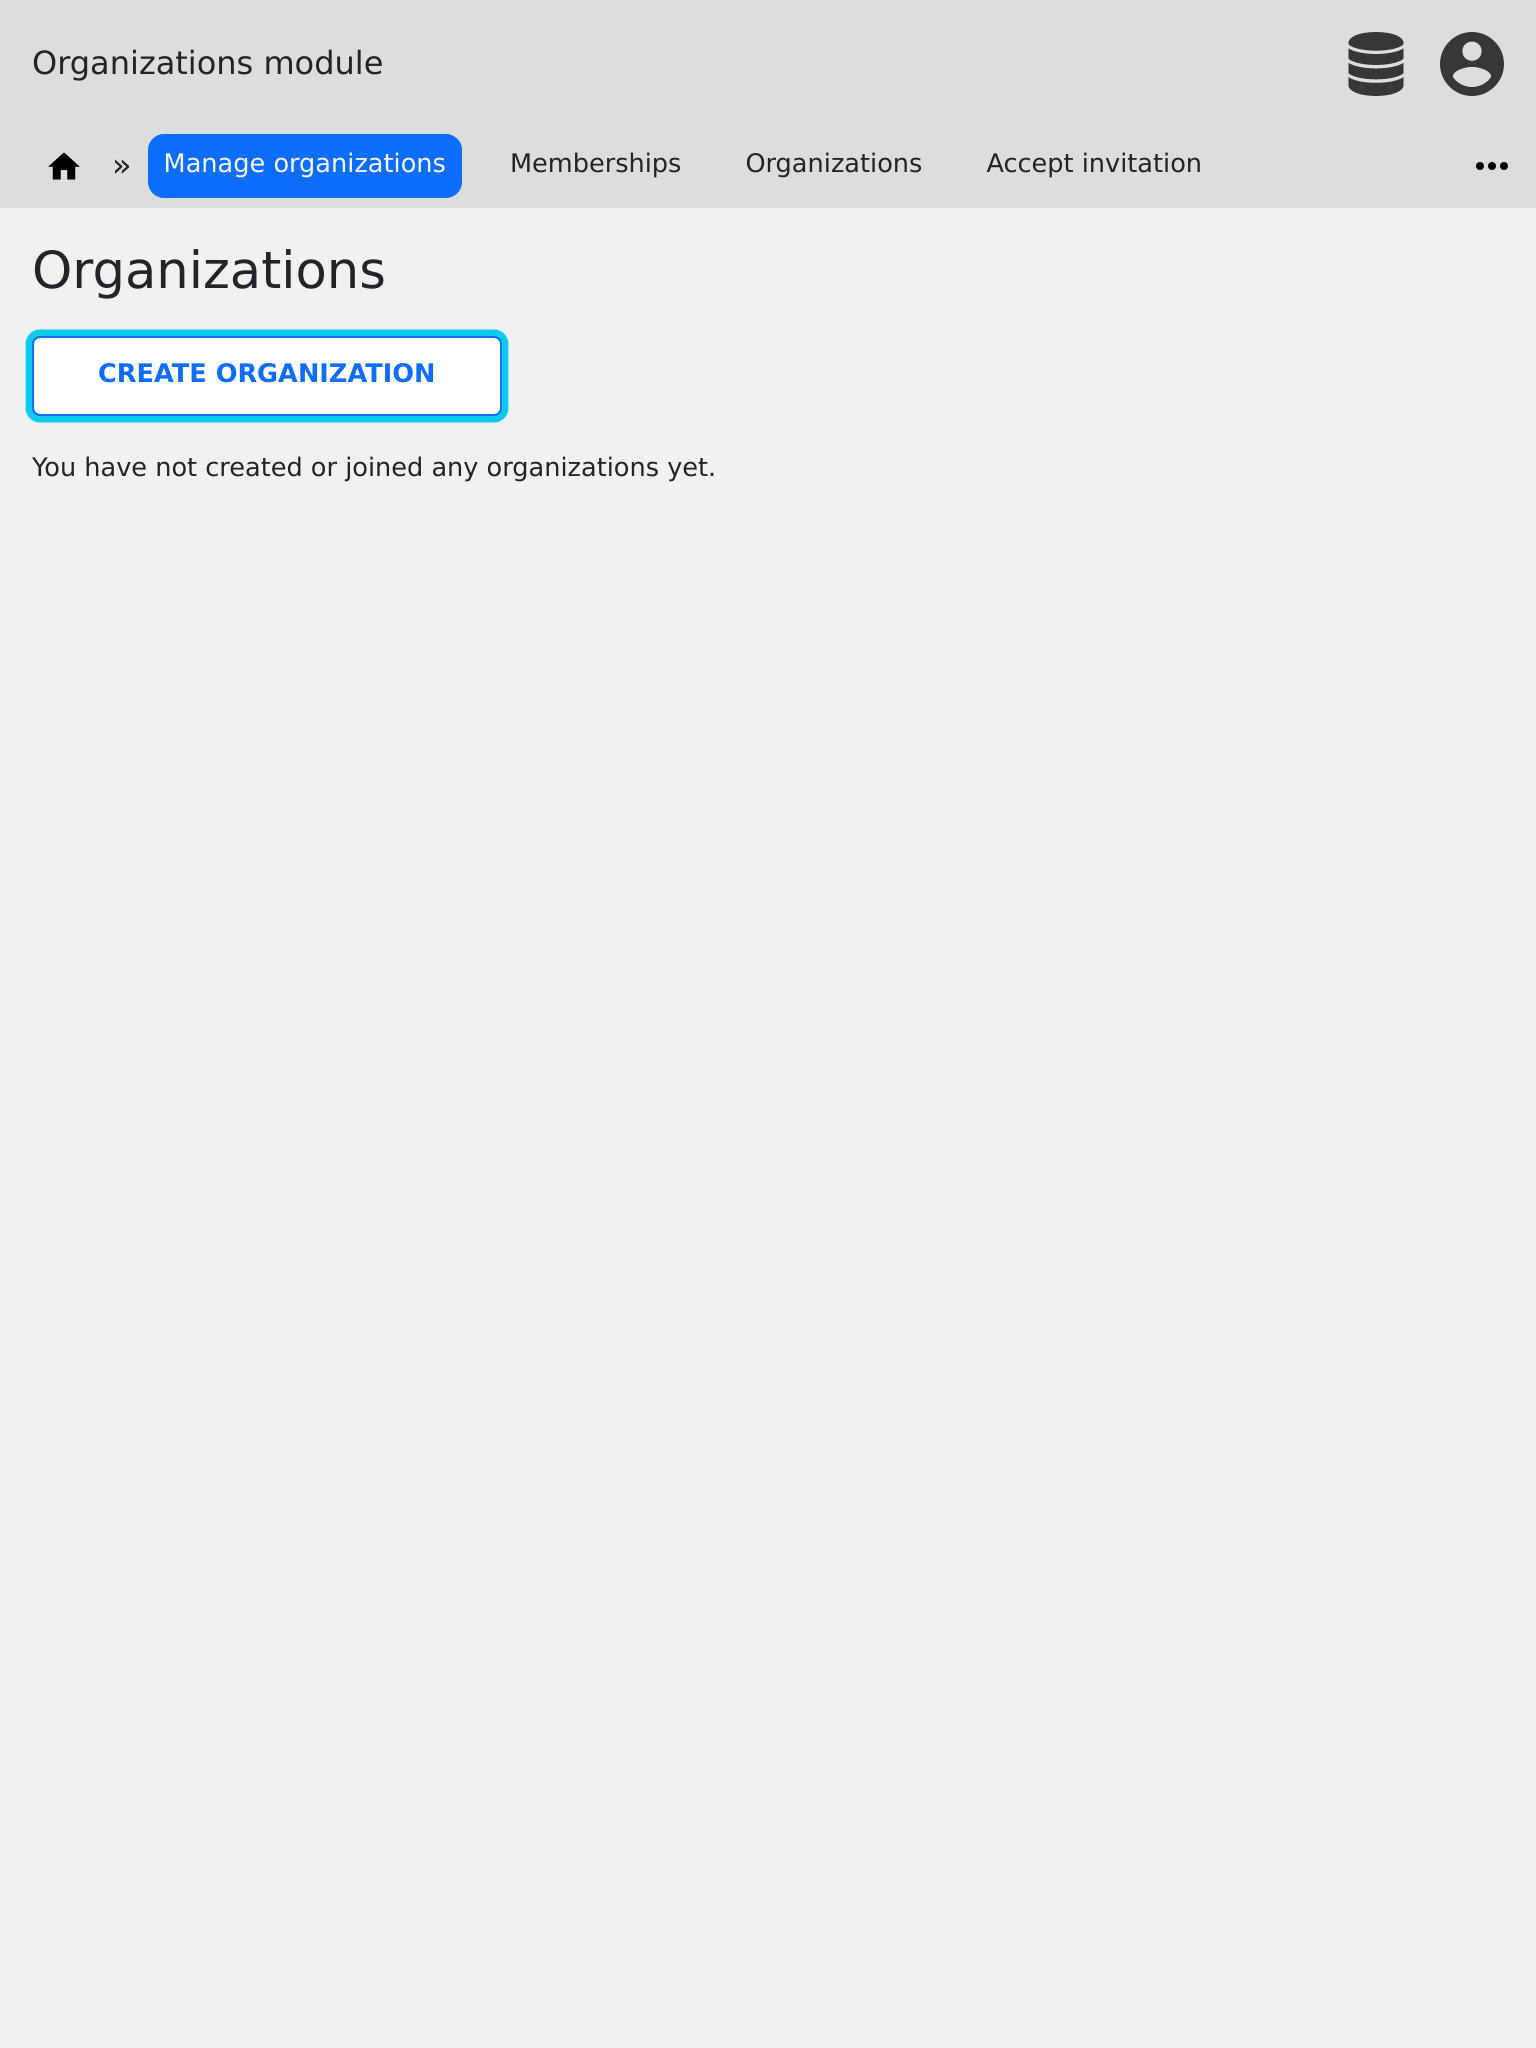 Organizations module
» Manage organizations Memberships Organizations Accept invitation
Organizations
CREATE ORGANIZATION
You have not created or joined any organizations yet.